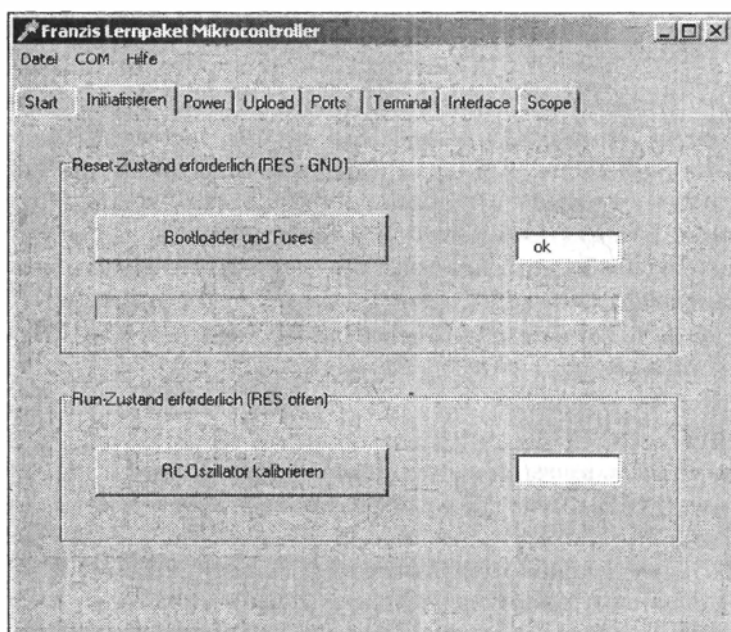 Franzis Lernpaket Mikrocontroller
Datei COM Hilfe
Start Initialisieren Power Upload Ports Terminal Interface Scope
Reset-Zustand erforderlich (RES - GND)
Bootloader und Fuses
ok
Run-Zustand erforderlich (RES offen)
RC-Oszillator kalibrieren